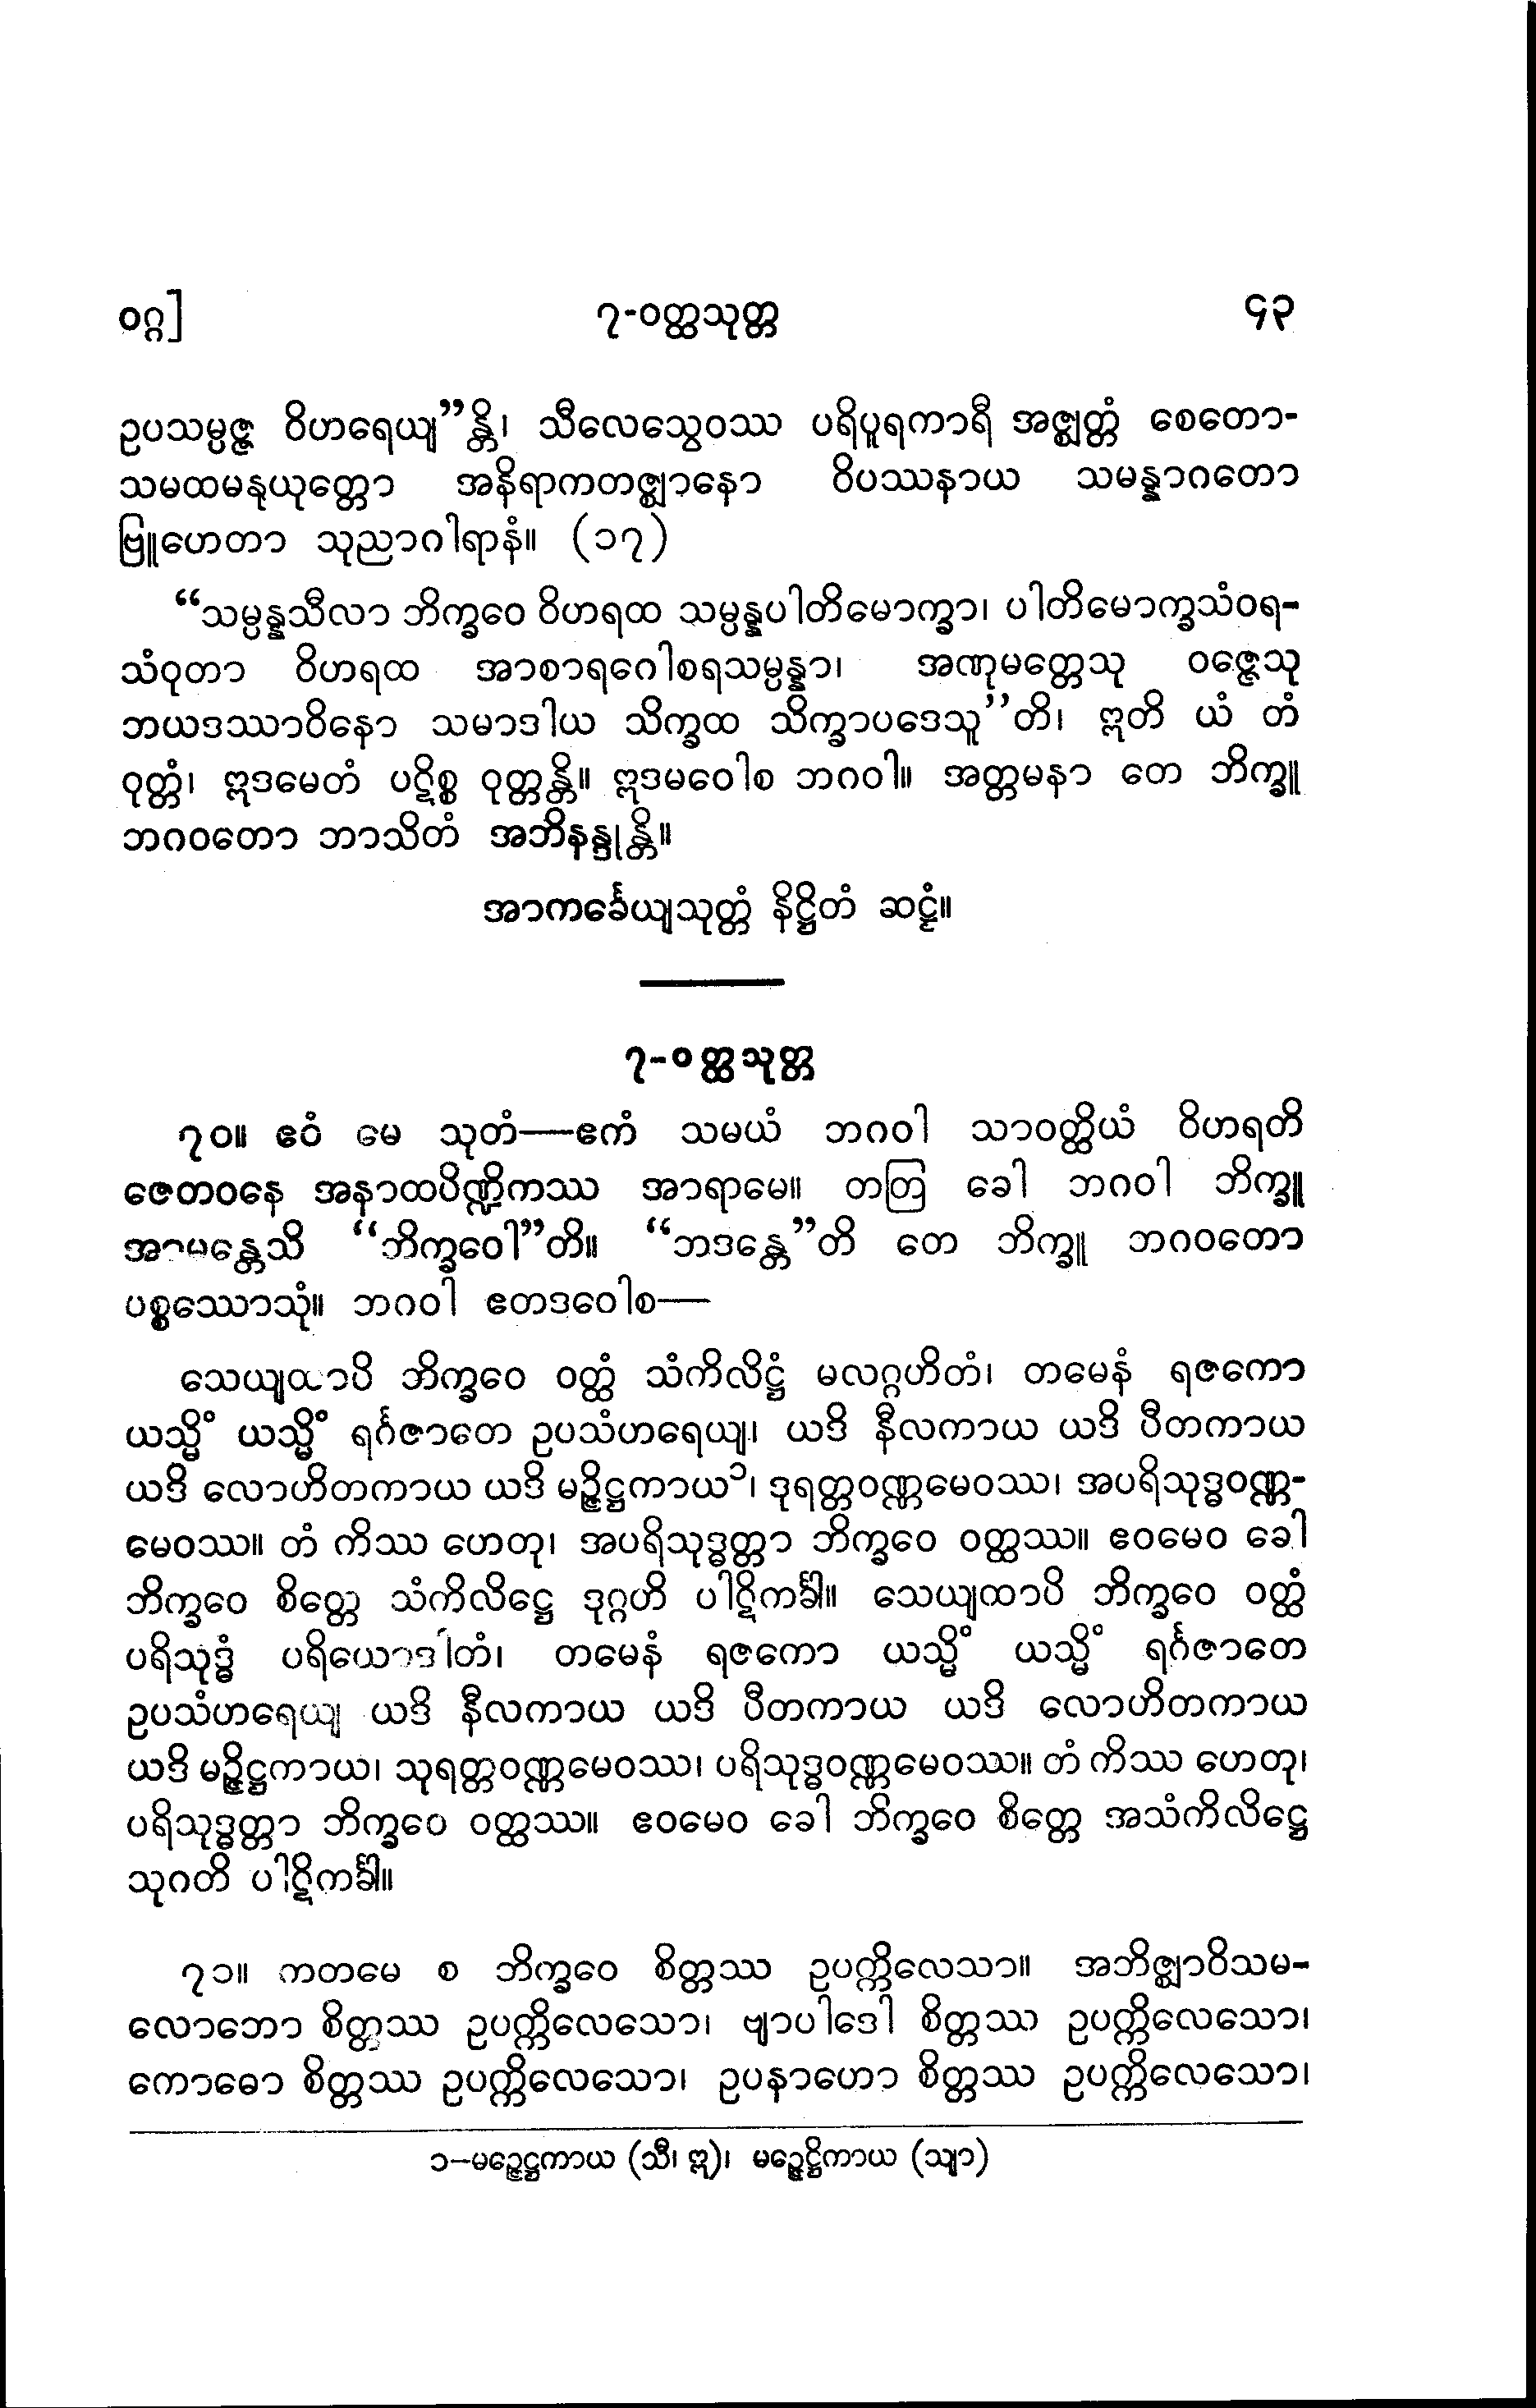 ဝဂ္ဂ] ၇-ဝတ္ထသုတ္တ ၄၃
ဥပသမ္ပဇ္ဇ ဝိဟရေယျ”န္တိ၊ သီလေသွေဝဿ ပရိပူရကာရီ အဇ္ဈတ္တံ စေတော-
သမထမနုယုတ္တော အနိရာကတဇ္ဈာနော ဝိပဿနာယ သမန္နာဂတော
ဗြူဟေတာ သုညာဂါရာနံ။ (၁၇)
“သမ္ပန္နသီလာ ဘိက္ခဝေ ဝိဟရထ သမ္ပန္နပါတိမောက္ခာ၊ ပါတိမောက္ခသံဝရ-
သံဝုတာ ဝိဟရထ အာစာရဂေါစရသမ္ပန္နာ၊ အဏုမတ္တေသု ဝဇ္ဇေသု
ဘယဒဿာဝိနော သမာဒါယ သိက္ခထ သိက္ခာပဒေသူ”တိ၊ ဣတိ ယံ တံ
ဝုတ္တံ၊ ဣဒမေတံ ပဋိစ္စ ဝုတ္တန္တိ။ ဣဒမဝေါစ ဘဂဝါ။ အတ္တမနာ တေ ဘိက္ခူ
ဘဂဝတော ဘာသိတံ အဘိနန္ဒုန္တိ။
အာကင်္ခေယျသုတ္တံ နိဋ္ဌိတံ ဆဋ္ဌံ။
၇-ဝတ္ထသုတ္တ
၇၀။ ဧဝံ မေ သုတံ—ဧကံ သမယံ ဘဂဝါ သာဝတ္ထိယံ ဝိဟရတိ
ဇေတဝနေ အနာထပိဏ္ဍိကဿ အာရာမေ။ တတြ ခေါ ဘဂဝါ ဘိက္ခူ
အာမန္တေသိ “ဘိက္ခဝေါ”တိ။ “ဘဒန္တေ”တိ တေ ဘိက္ခူ ဘဂဝတော
ပစ္စဿောသုံ။ ဘဂဝါ ဧတဒဝေါစ—
သေယျထာပိ ဘိက္ခဝေ ဝတ္ထံ သံကိလိဋ္ဌံ မလဂ္ဂဟိတံ၊ တမေနံ ရဇကော
ယသ္မိံ ယသ္မိံ ရင်္ဂဇာတေ ဥပသံဟရေယျ၊ ယဒိ နီလကာယ ယဒိ ပီတကာယ
ယဒိ လောဟိတကာယ ယဒိ မဉ္ဇိဋ္ဌကာယ၁၊ ဒုရတ္တဝဏ္ဏမေဝဿ၊ အပရိသုဒ္ဓဝဏ္ဏ-
မေဝဿ။ တံ ကိဿ ဟေတု၊ အပရိသုဒ္ဓတ္တာ ဘိက္ခဝေ ဝတ္ထဿ။ ဧဝမေဝ ခေါ
ဘိက္ခဝေ စိတ္တေ သံကိလိဋ္ဌေ ဒုဂ္ဂတိ ပါဋိကင်္ခါ။ သေယျထာပိ ဘိက္ခဝေ ဝတ္ထံ
ပရိသုဒ္ဓံ ပရိယောဒါတံ၊ တမေနံ ရဇကော ယသ္မိံ ယသ္မိံ ရင်္ဂဇာတေ
ဥပသံဟရေယျ ယဒိ နီလကာယ ယဒိ ပီတကာယ ယဒိ လောဟိတကာယ
ယဒိ မဉ္ဇိဋ္ဌကာယ၊ သုရတ္တဝဏ္ဏမေဝဿ၊ ပရိသုဒ္ဓဝဏ္ဏမေဝဿ။ တံ ကိဿ ဟေတု၊
ပရိသုဒ္ဓတ္တာ ဘိက္ခဝေ ဝတ္ထဿ။ ဧဝမေဝ ခေါ ဘိက္ခဝေ စိတ္တေ အသံကိလိဋ္ဌေ
သုဂတိ ပါဋိကင်္ခါ။
၇၁။ ကတမေ စ ဘိက္ခဝေ စိတ္တဿ ဥပက္ကိလေသာ။ အဘိဇ္ဈာဝိသမ-
လောဘော စိတ္တဿ ဥပက္ကိလေသော၊ ဗျာပါဒေါ စိတ္တဿ ဥပက္ကိလေသော၊
ကောဓော စိတ္တဿ ဥပက္ကိလေသော၊ ဥပနာဟော စိတ္တဿ ဥပက္ကိလေသော၊
၁-မဉ္ဇေဋ္ဌကာယ (သီ၊ ဣ)၊ မဉ္ဇေဋ္ဌိကာယ (သျာ)